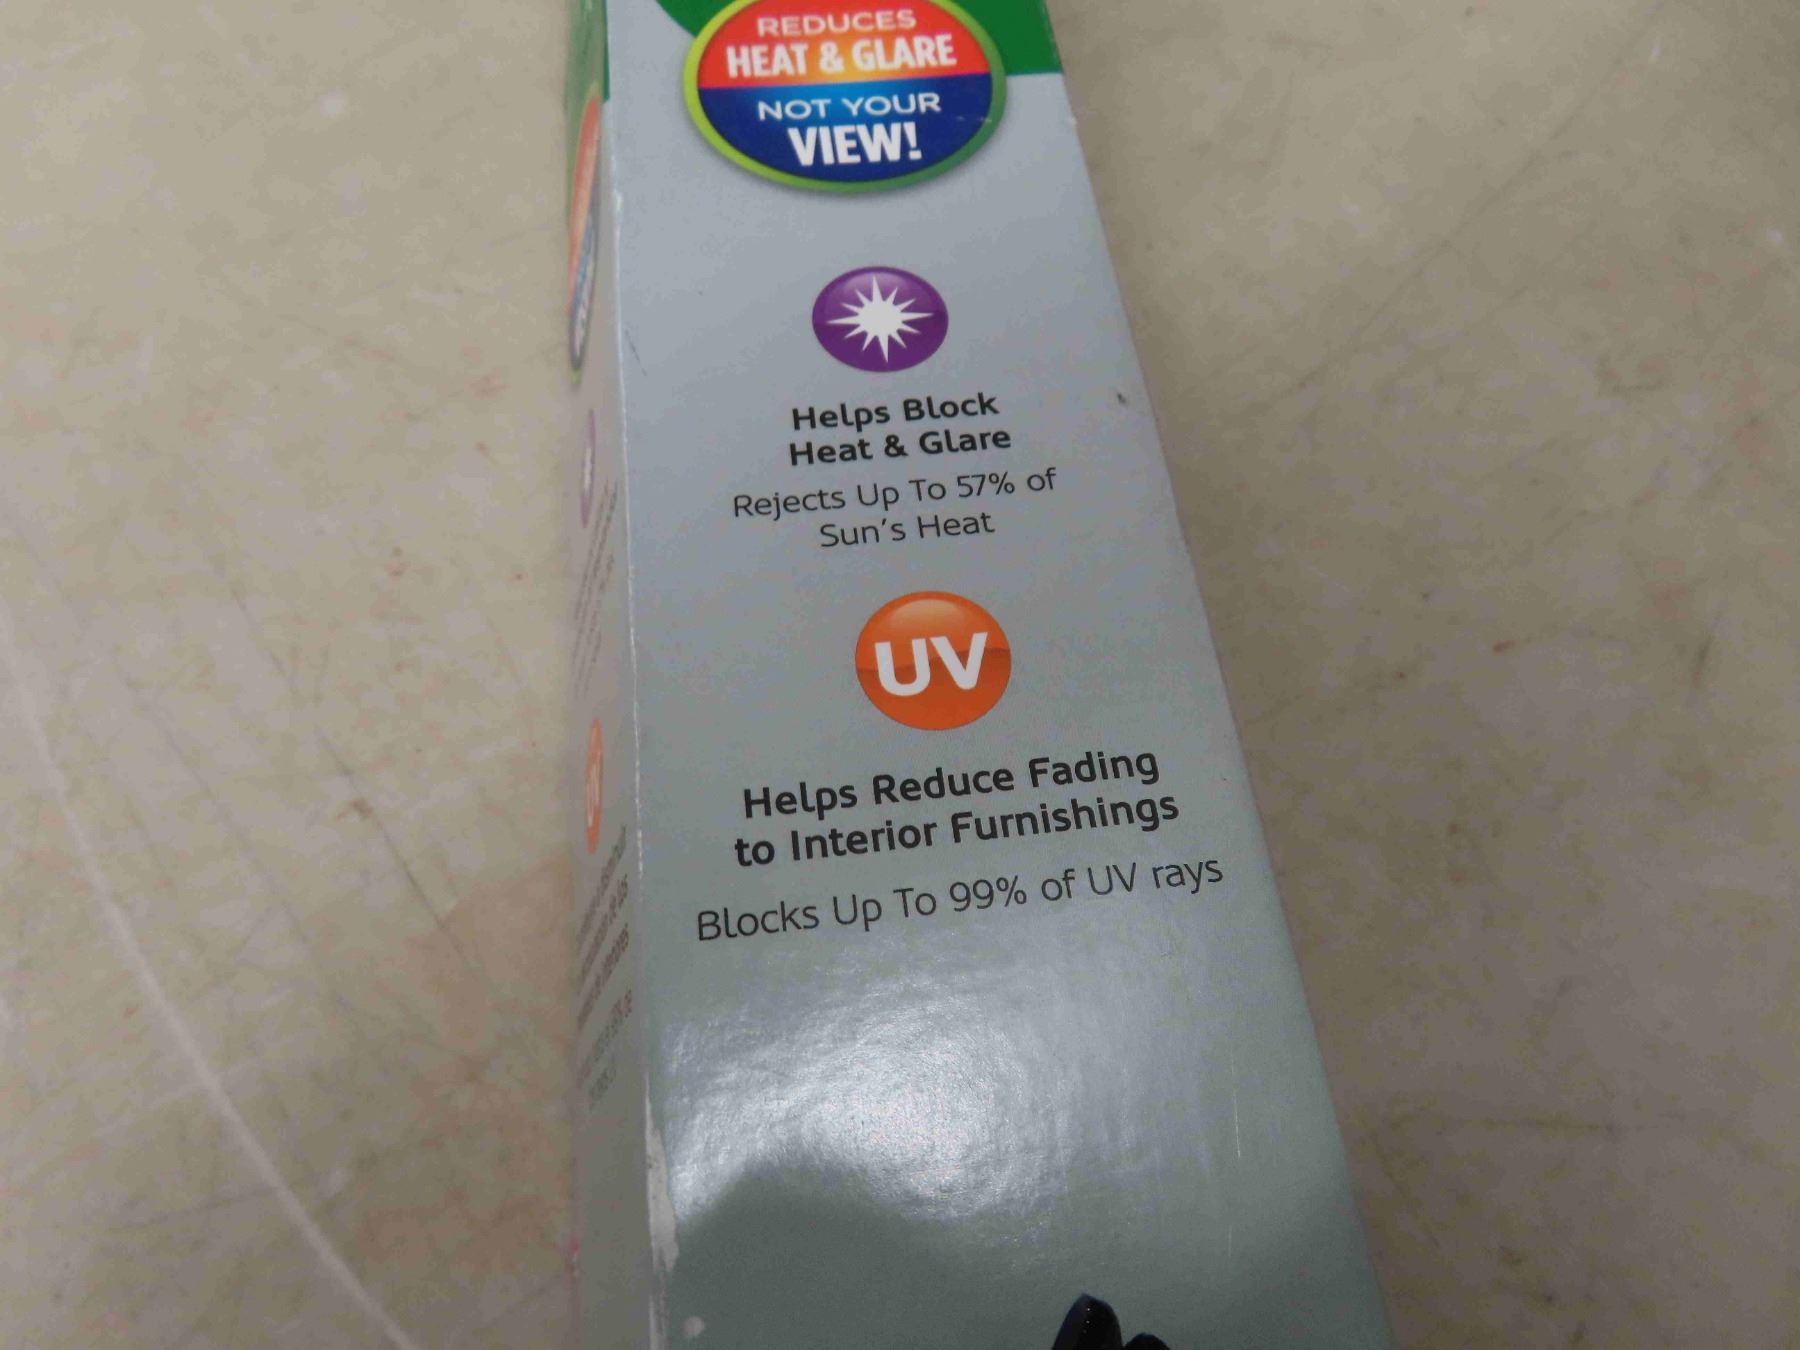 REDUCES
HEAT & GLARE
NOT YOUR
VIEW!
Helps Block
Heat & Glare
Rejects Up To 57% of
Sun's Heat
UV
Helps Reduce Fading
to Interior Furnishings
Blocks Up To 99% of UV rays
UV